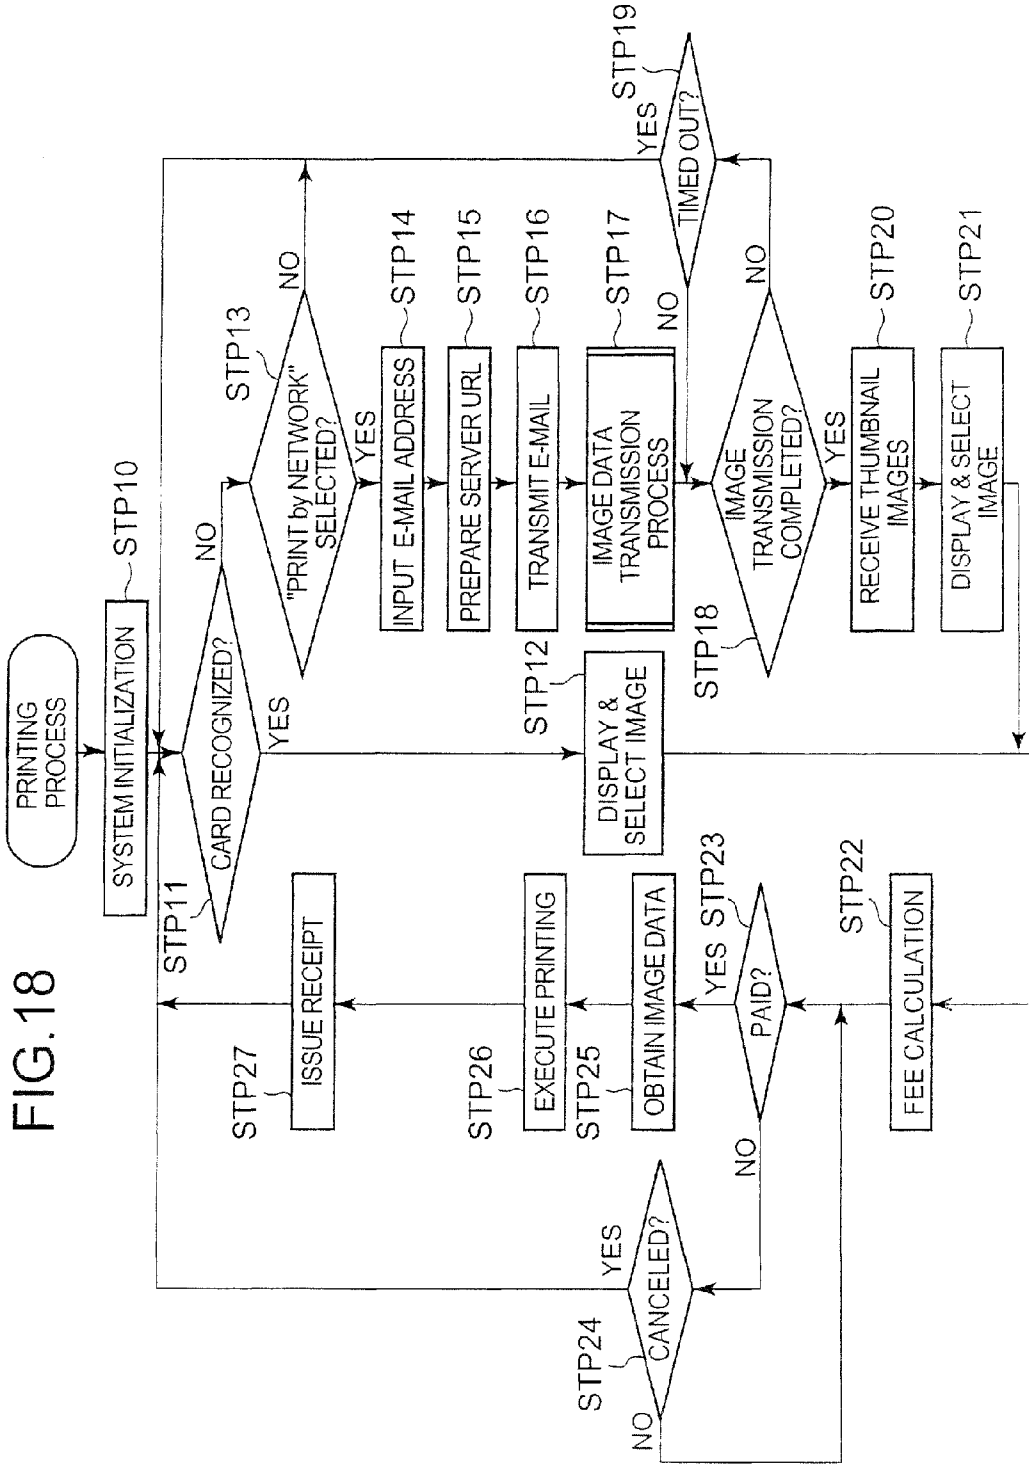 FIG.18
PRINTING
PROCESS
SYSTEM INITIALIZATION
STP10
CARD RECOGNIZED?
STP11
NO
YES
"PRINT by NETWORK"
SELECTED?
STP13
NO
YES
INPUT E-MAIL ADDRESS
STP14
PREPARE SERVER URL
STP15
TRANSMIT E-MAIL
STP16
IMAGE DATA
TRANSMISSION
PROCESS
STP17
IMAGE
TRANSMISSION
COMPLETED?
STP18
NO
YES
TIMED OUT?
STP19
YES
NO
RECEIVE THUMBNAIL
IMAGES
STP20
DISPLAY & SELECT
IMAGE
STP21
DISPLAY &
SELECT IMAGE
STP12
FEE CALCULATION
STP22
PAID?
STP23
YES
NO
CANCELED?
STP24
YES
NO
OBTAIN IMAGE DATA
STP25
EXECUTE PRINTING
STP26
ISSUE RECEIPT
STP27